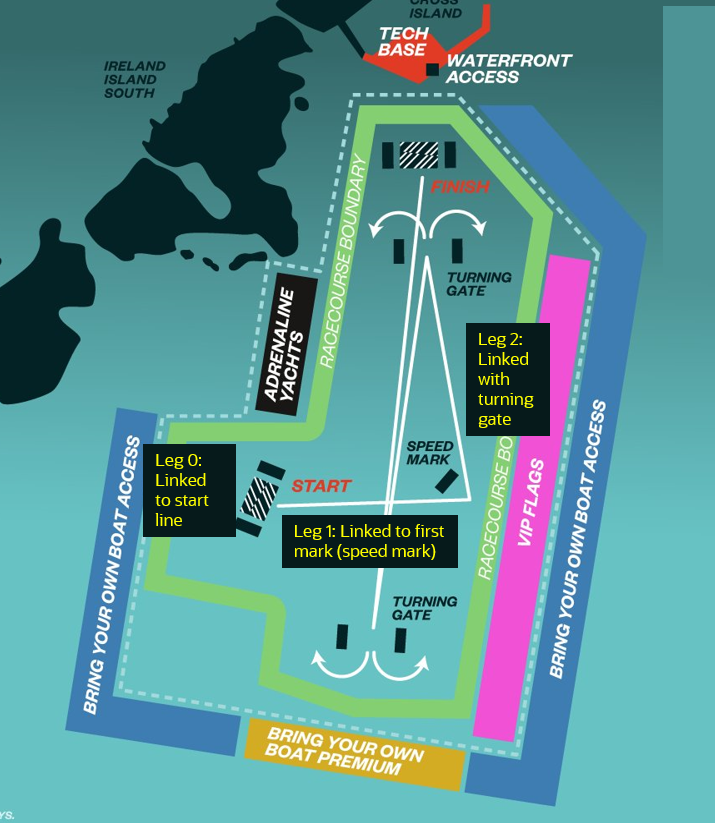 CROSS
ISLAND
TECH
BASE
WATERFRONT
ACCESS
IRELAND
ISLAND
SOUTH
RACECOURSE BOUNDARY
FINISH
TURNING
GATE
ADRENALINE
YACHTS
Leg 2:
Linked
with
turning
gate
SPEED
MARK
Leg 0:
Linked
to start
line
START
Leg 1: Linked to first
mark (speed mark)
RACECOURSE BO
VIP FLAGS
BRING YOUR OWN BOAT ACCESS
BRING YOUR OWN BOAT ACCESS
TURNING
GATE
BRING YOUR OWN
BOAT PREMIUM
YS.